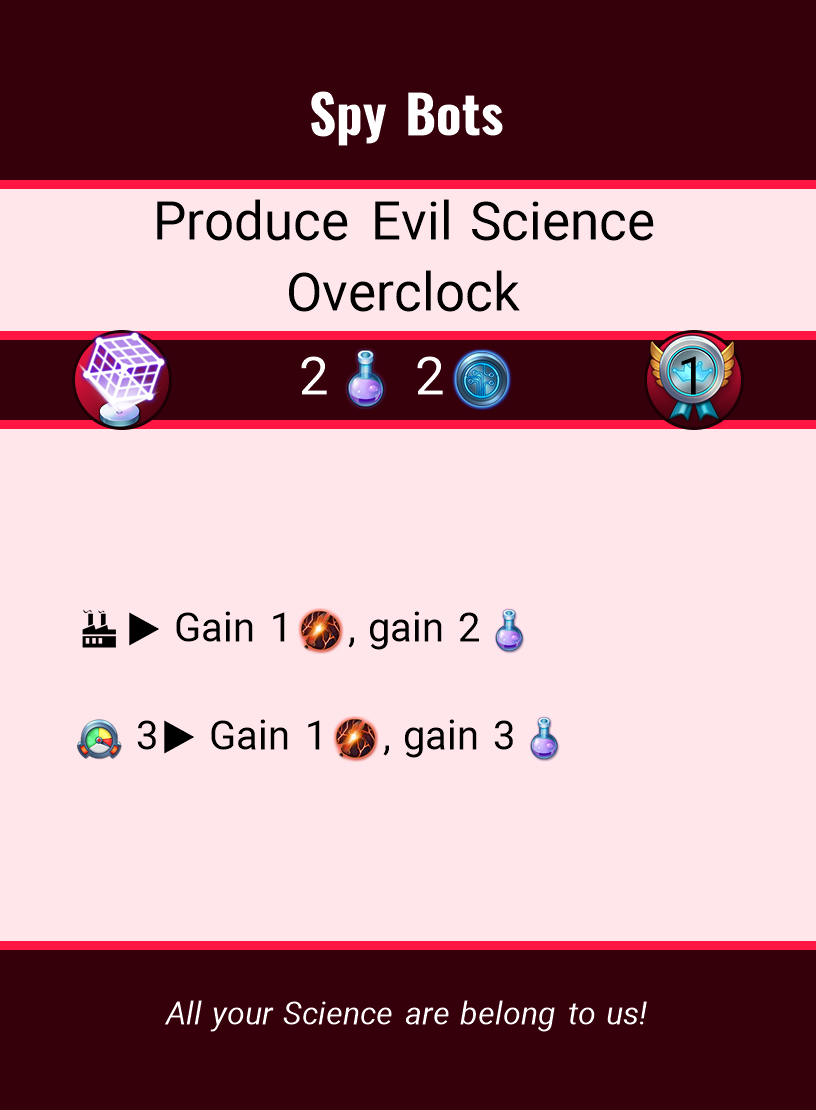 Spy Bots
Produce Evil Science
Overclock
2 2 1
▶ Gain 1 , gain 2
3▶ Gain 1 , gain 3
All your Science are belong to us!